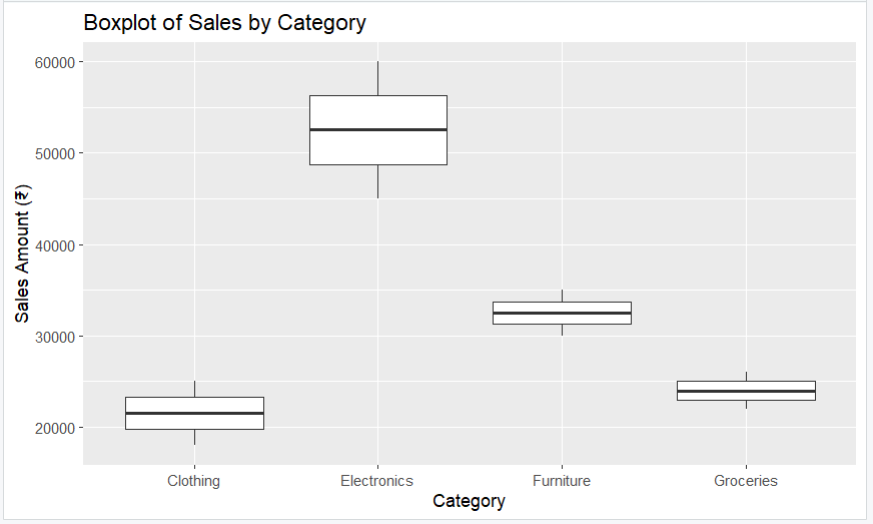 Boxplot of Sales by Category
60000
50000
40000
30000
20000
Sales Amount (₹)
Clothing Electronics Furniture Groceries
Category